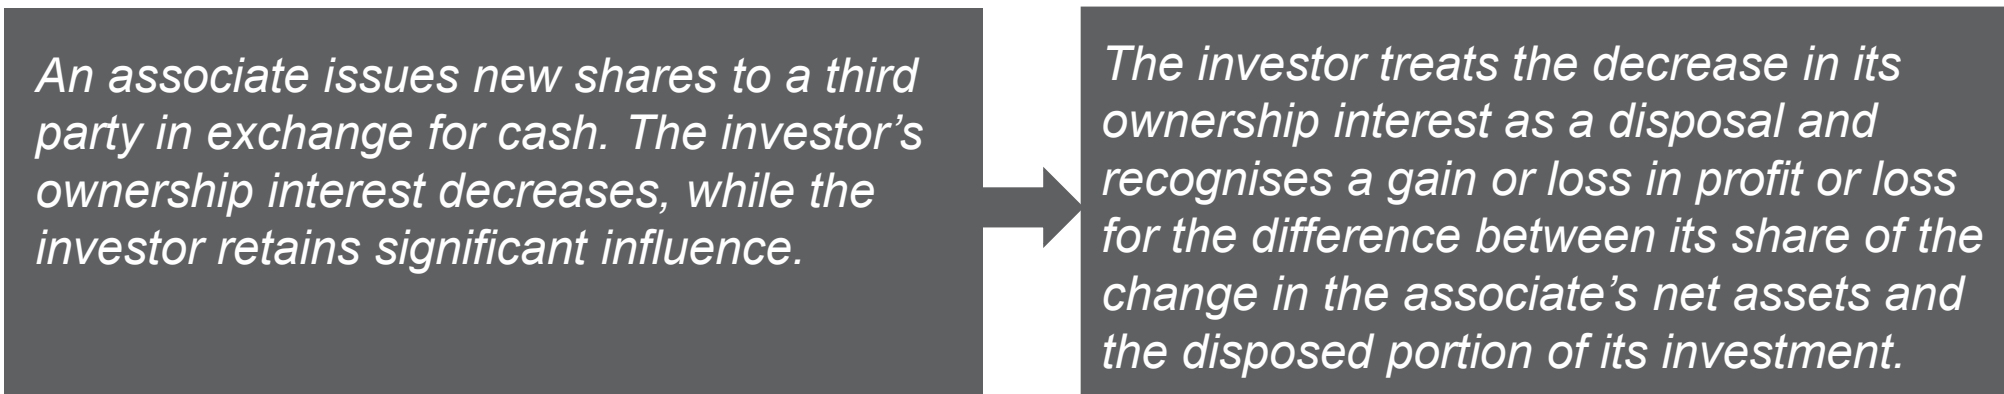 An associate issues new shares to a third
party in exchange for cash. The investor’s
ownership interest decreases, while the
investor retains significant influence.
The investor treats the decrease in its
ownership interest as a disposal and
recognises a gain or loss in profit or loss
for the difference between its share of the
change in the associate’s net assets and
the disposed portion of its investment.